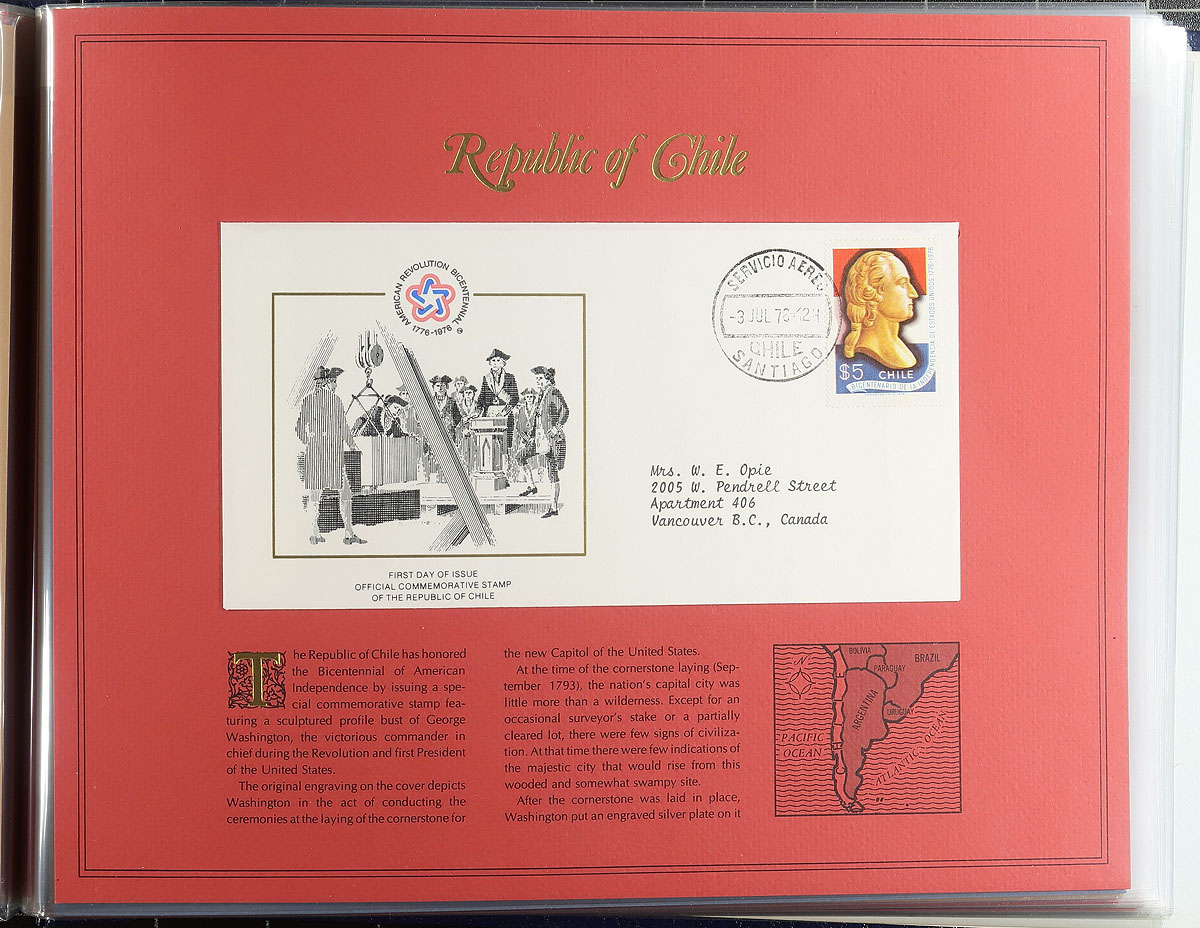 Republic of Chile
AMERICAN REVOLUTION BICENTENNIAL
1776-1976
SERVICIO AEREO
-3 JUL 76-12H
CHILE
SANTIAGO
$5 CHILE
BICENTENARIO DE LA INDEPENDENCIA DE ESTADOS UNIDOS 1776-1976
Mrs. W. E. Opie
2005 W. Pendrell Street
Apartment 406
Vancouver B.C., Canada
FIRST DAY OF ISSUE
OFFICIAL COMMEMORATIVE STAMP
OF THE REPUBLIC OF CHILE
The Republic of Chile has honored
the Bicentennial of American
Independence by issuing a spe-
cial commemorative stamp fea-
turing a sculptured profile bust of George
Washington, the victorious commander in
chief during the Revolution and first President
of the United States.
The original engraving on the cover depicts
Washington in the act of conducting the
ceremonies at the laying of the cornerstone for
the new Capitol of the United States.
At the time of the cornerstone laying (Sep-
tember 1793), the nation's capital city was
little more than a wilderness. Except for an
occasional surveyor's stake or a partially
cleared lot, there were few signs of civiliza-
tion. At that time there were few indications of
the majestic city that would rise from this
wooded and somewhat swampy site.
After the cornerstone was laid in place,
Washington put an engraved silver plate on it
N
BOLIVIA
BRAZIL
PARAGUAY
ARGENTINA
URUGUAY
CHILE
PACIFIC
OCEAN
ATLANTIC OCEAN